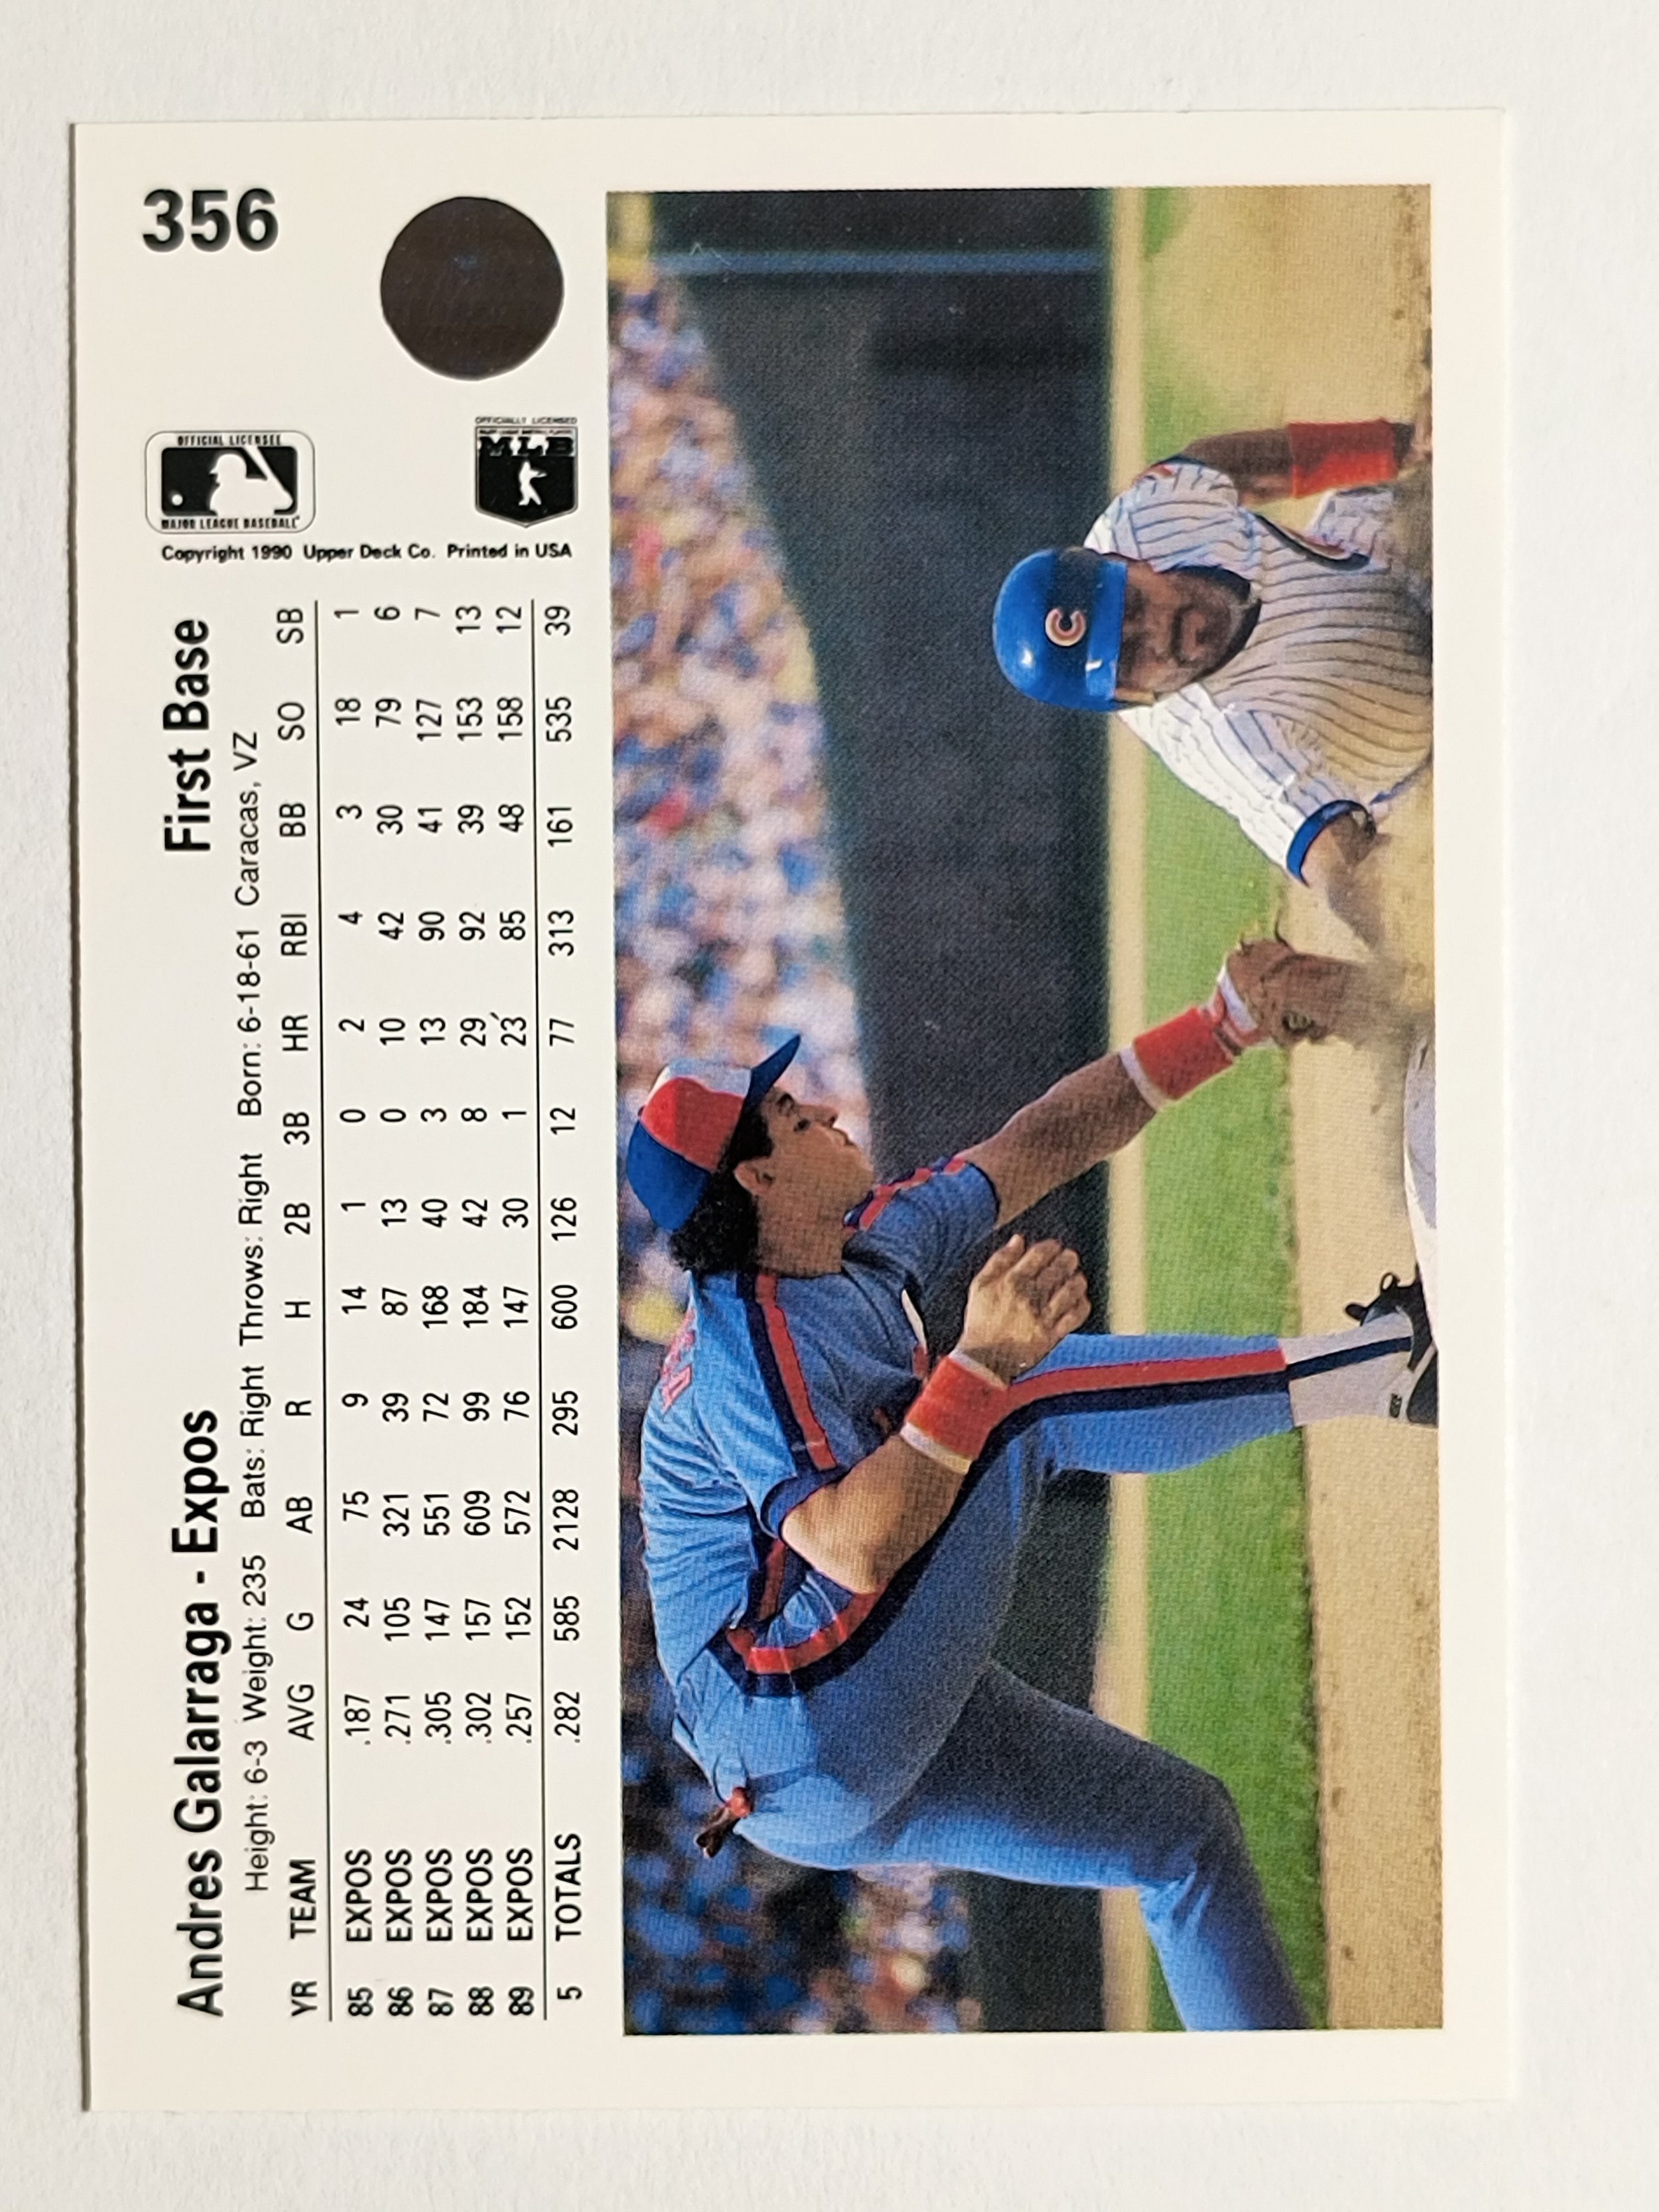 356
Andres Galarraga - Expos First Base
Height: 6-3 Weight: 235 Bats: Right Throws: Right Born: 6-18-61 Caracas, VZ
YR TEAM AVG G AB R H 2B 3B HR RBI BB SO SB
85 EXPOS .187 24 75 9 14 1 0 2 4 3 18 1
86 EXPOS .271 105 321 39 87 13 0 10 42 30 79 6
87 EXPOS .305 147 551 72 168 40 3 13 90 41 127 7
88 EXPOS .302 157 609 99 184 42 8 29 92 39 153 13
89 EXPOS .257 152 572 76 147 30 1 23 85 48 158 12
5 TOTALS .282 585 2128 295 600 126 12 77 313 161 535 39
Copyright 1990 Upper Deck Co. Printed in USA
OFFICIAL LICENSEE
MAJOR LEAGUE BASEBALL
OFFICIALLY LICENSED
MLB
C